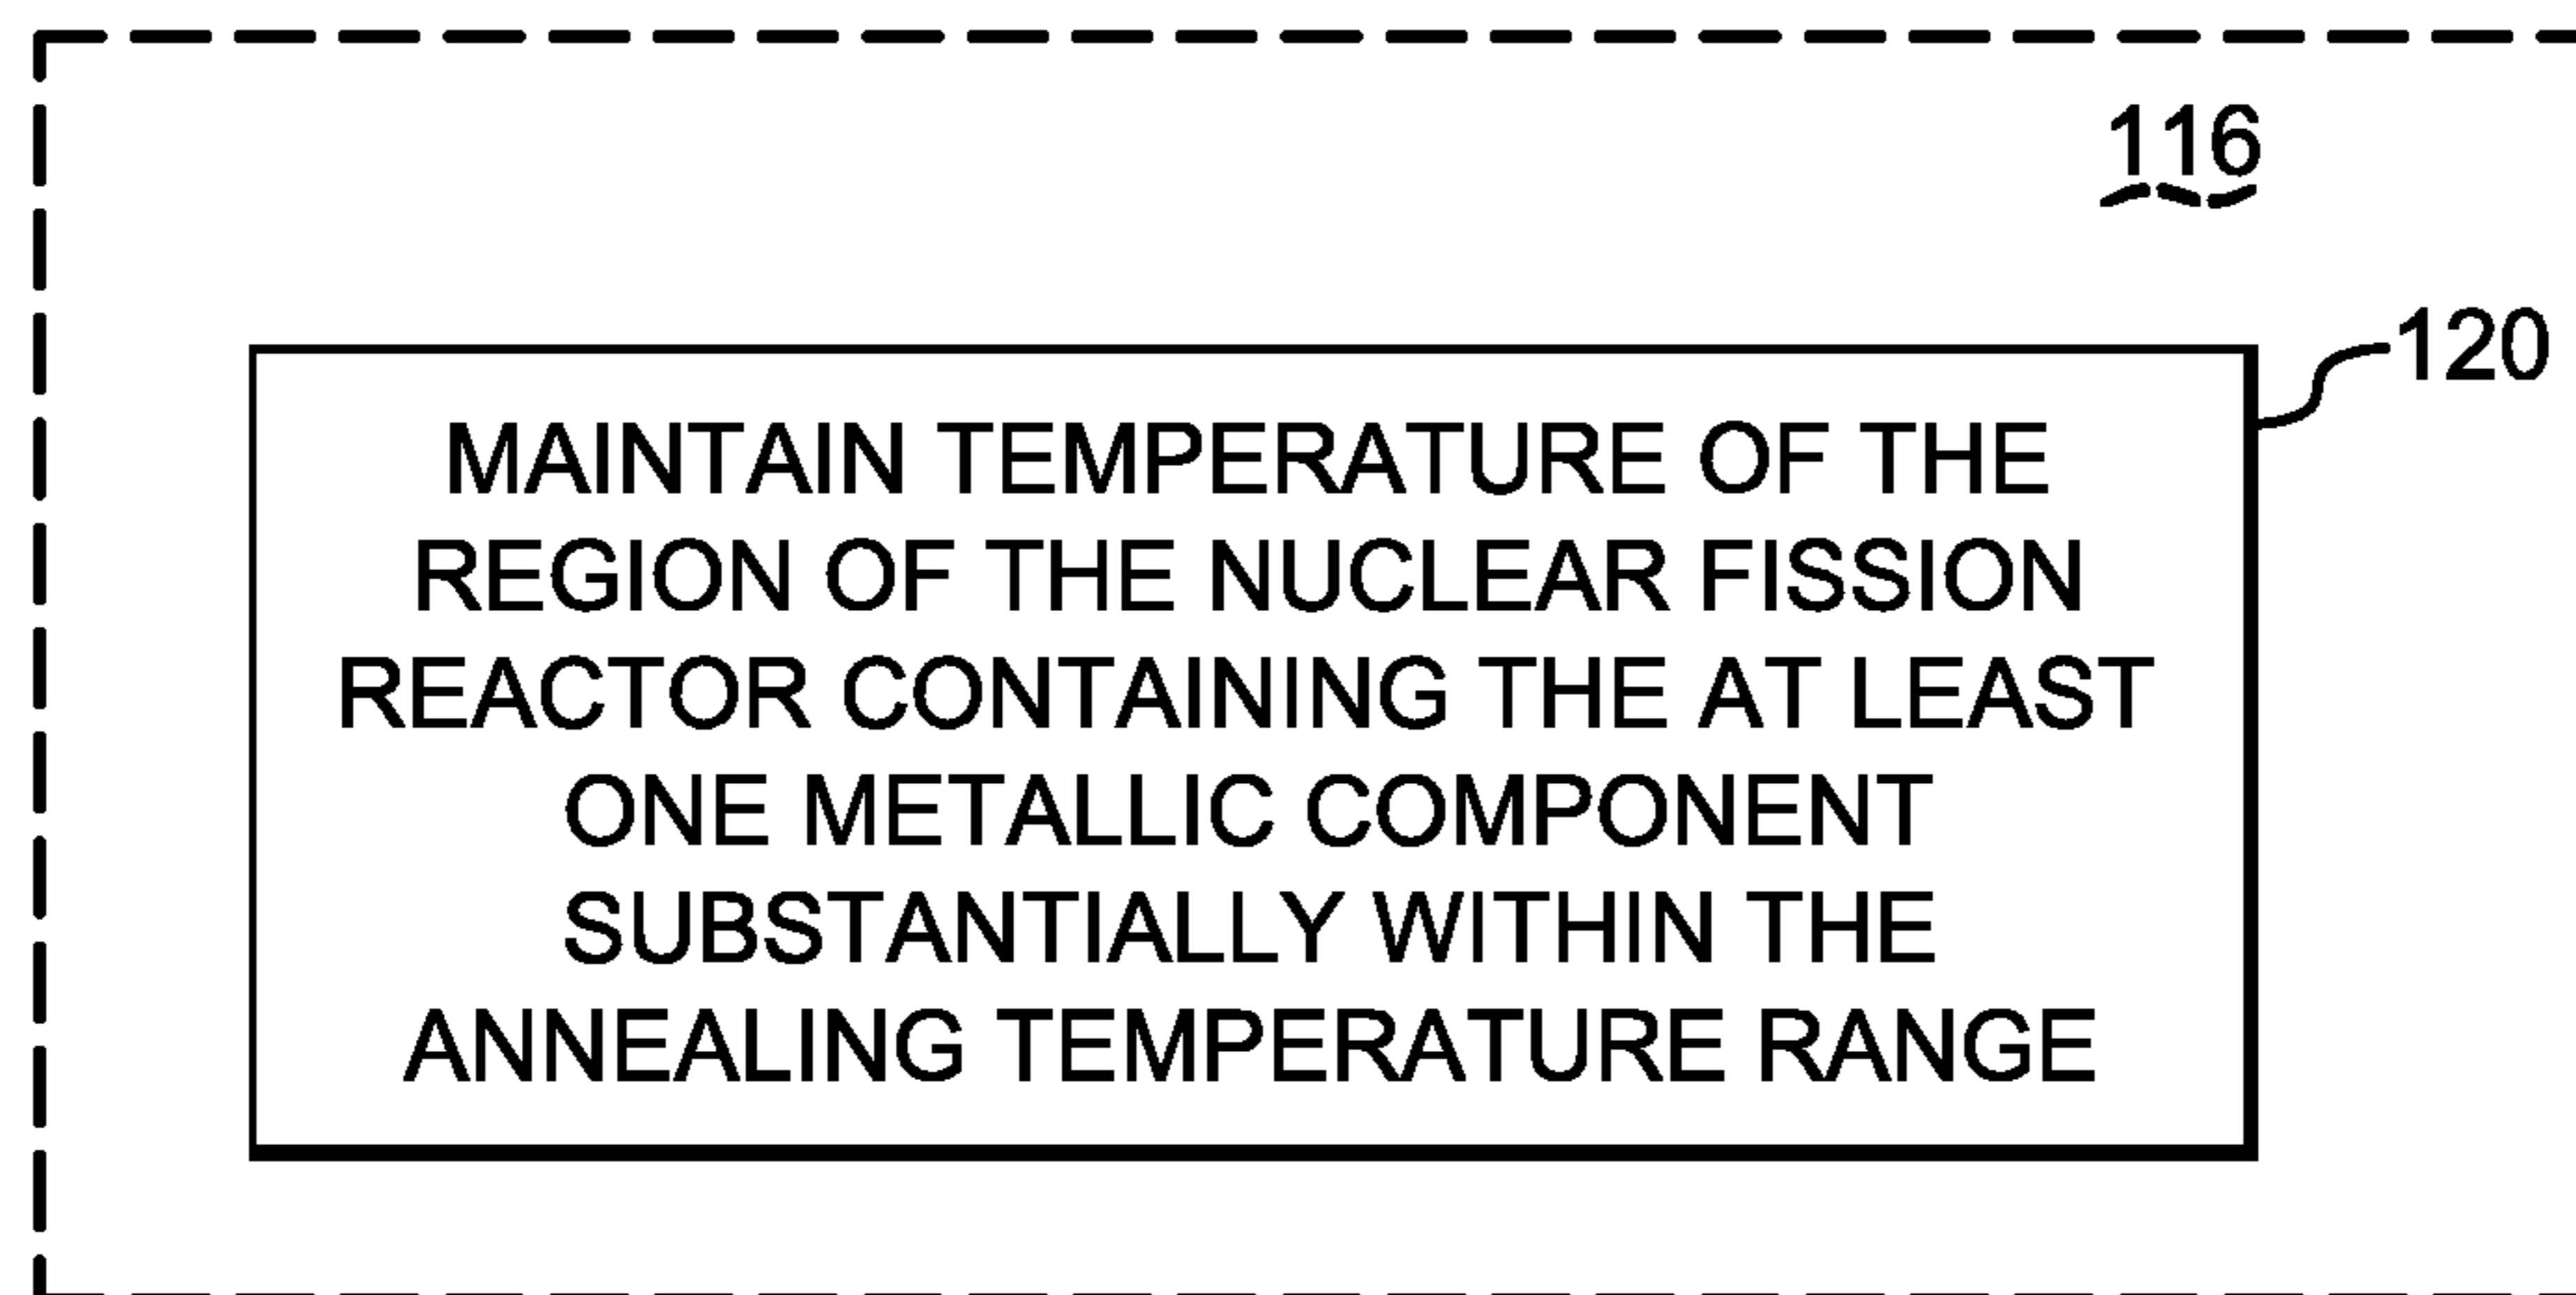 116
120
MAINTAIN TEMPERATURE OF THE
REGION OF THE NUCLEAR FISSION
REACTOR CONTAINING THE AT LEAST
ONE METALLIC COMPONENT
SUBSTANTIALLY WITHIN THE
ANNEALING TEMPERATURE RANGE